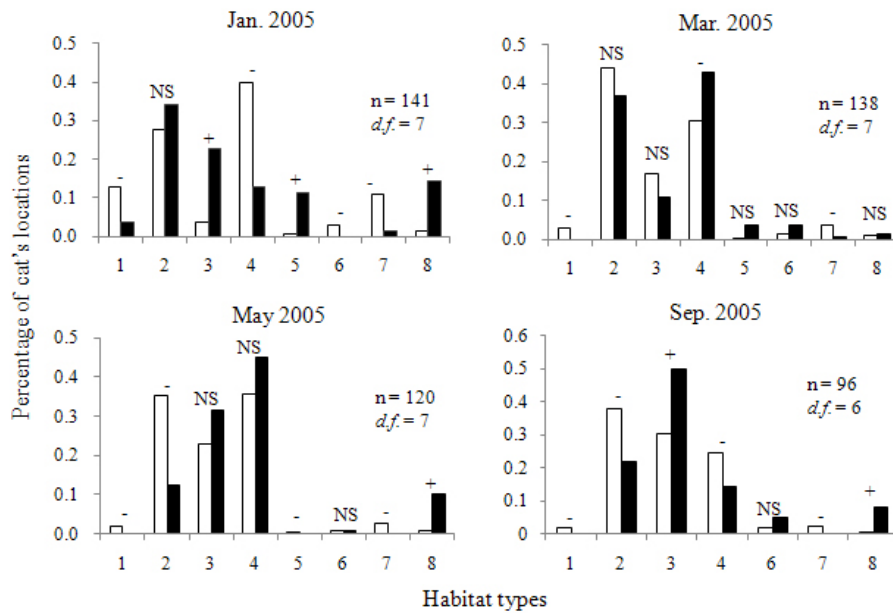 Jan. 2005
0.5
0.4
0.3
0.2
0.1
0.0
- NS + - + - - +
n = 141
d.f. = 7
1 2 3 4 5 6 7 8
Mar. 2005
0.5
0.4
0.3
0.2
0.1
0.0
- NS NS - NS NS - NS
n = 138
d.f. = 7
1 2 3 4 5 6 7 8
May 2005
0.5
0.4
0.3
0.2
0.1
0.0
- - NS NS - NS - +
n = 120
d.f. = 7
1 2 3 4 5 6 7 8
Sep. 2005
0.6
0.5
0.4
0.3
0.2
0.1
0
- - + - NS - +
n = 96
d.f. = 6
1 2 3 4 6 7 8
Percentage of cat's locations
Habitat types